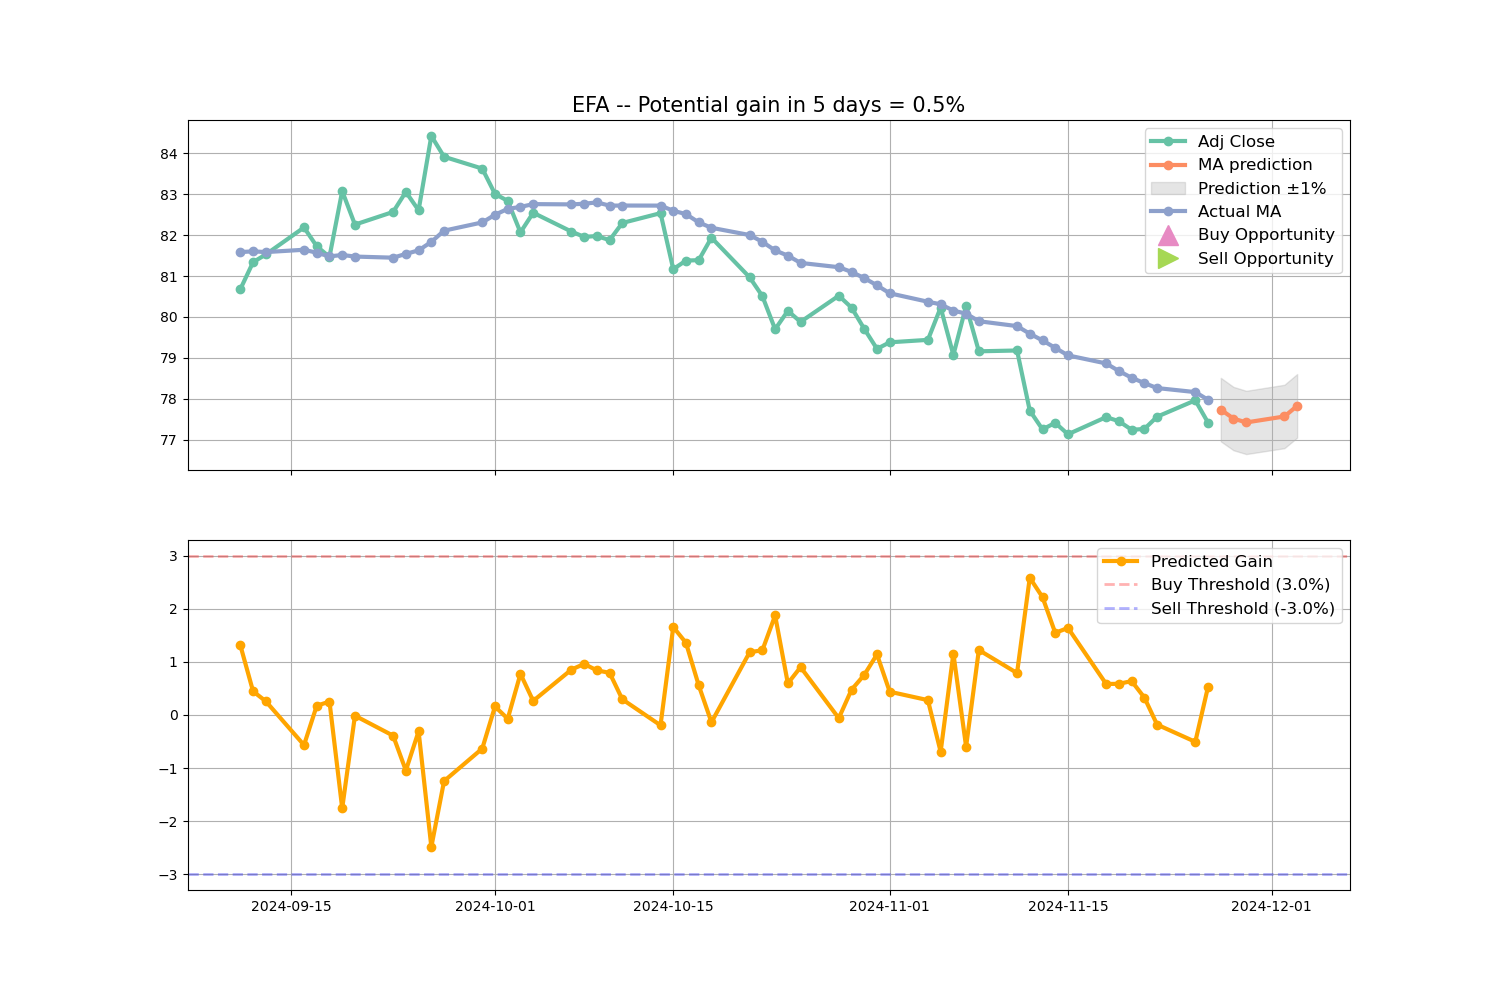 EFA -- Potential gain in 5 days = 0.5%
84
83
82
81
80
79
78
77
Adj Close
MA prediction
Prediction ±1%
Actual MA
Buy Opportunity
Sell Opportunity
3
2
1
0
−1
−2
−3
Predicted Gain
Buy Threshold (3.0%)
Sell Threshold (-3.0%)
2024-09-15
2024-10-01
2024-10-15
2024-11-01
2024-11-15
2024-12-01